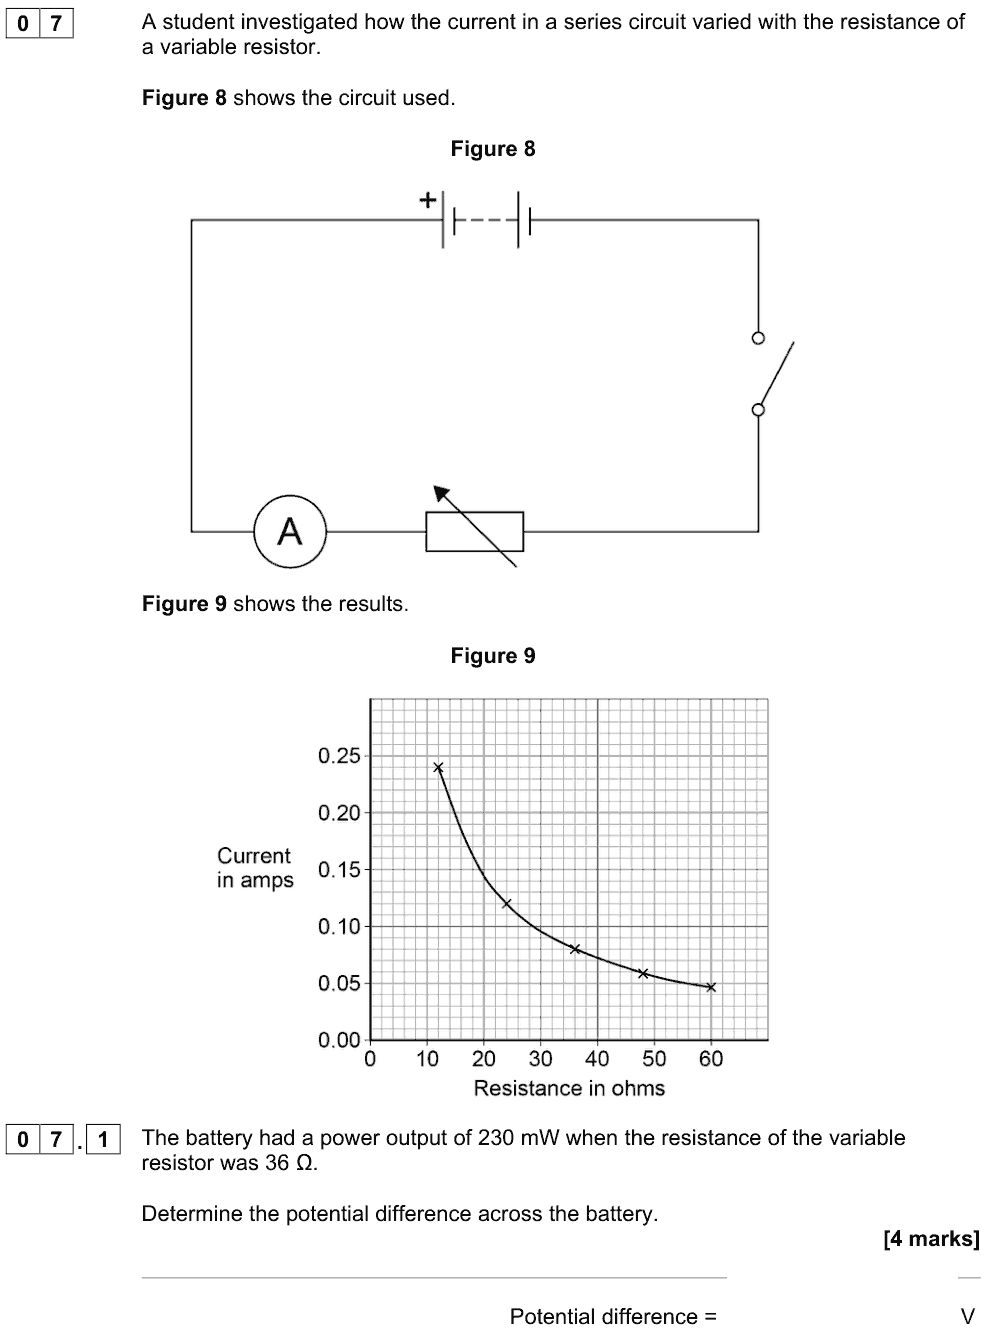 0 7 A student investigated how the current in a series circuit varied with the resistance of
a variable resistor.
Figure 8 shows the circuit used.
Figure 8
+
A
Figure 9 shows the results.
Figure 9
0.25
0.20
0.15
0.10
0.05
0.00
Current
in amps
0 10 20 30 40 50 60
Resistance in ohms
0 7 . 1 The battery had a power output of 230 mW when the resistance of the variable
resistor was 36 Ω.
Determine the potential difference across the battery.
[4 marks]
Potential difference = V